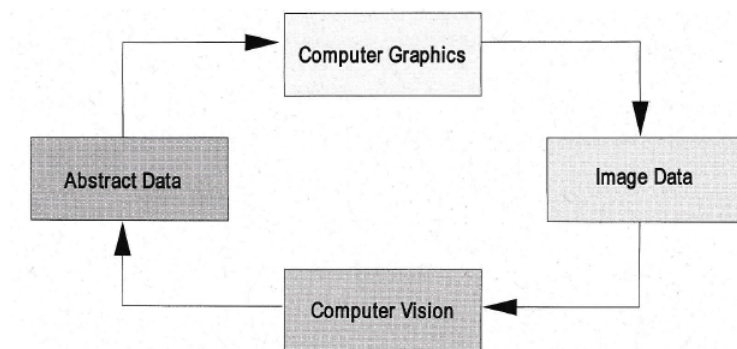 Computer Graphics
Abstract Data
Image Data
Computer Vision